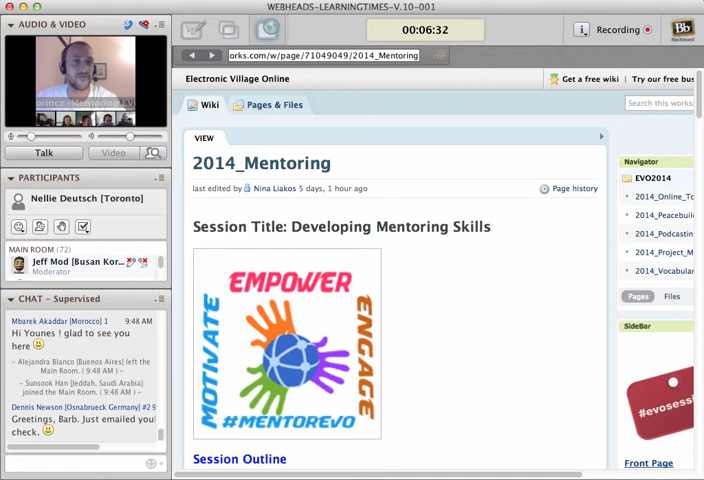 WEBHEADS-LEARNINGTIMES-V.10-001
AUDIO & VIDEO
00:06:32
Recording
Bb
orks.com/w/page/71049049/2014_Mentoring
Talk
Video
PARTICIPANTS
Nellie Deutsch [Toronto]
MAIN ROOM (72)
Jeff Mod [Busan Kor...
CHAT - Supervised
Mbarek Akaddar [Morocco] 1 9:48 AM
Hi Younes ! glad to see you
here
- Alejandra Blanco [Buenos Aires] left the
Main Room. ( 9:48 AM ) -
- Sunsook Han [Jeddah, Saudi Arabia]
joined the Main Room. ( 9:48 AM ) -
Dennis Newson [Osnabrueck Germany] #2 9
Greetings, Barb. Just emailed you
check.
Electronic Village Online
Get a free wiki | Try our free bus
Wiki
Pages & Files
Search this works
VIEW
2014_Mentoring
last edited by Nina Liakos 5 days, 1 hour ago
Page history
Session Title: Developing Mentoring Skills
EMPOWER
MOTIVATE
ENGAGE
#MENTOREVO
Session Outline
Navigator
EVO2014
2014_Online_To
2014_Peacebuil
2014_Podcastin
2014_Project_M
2014_Vocabular
Pages Files
SideBar
#evosessi
Front Page